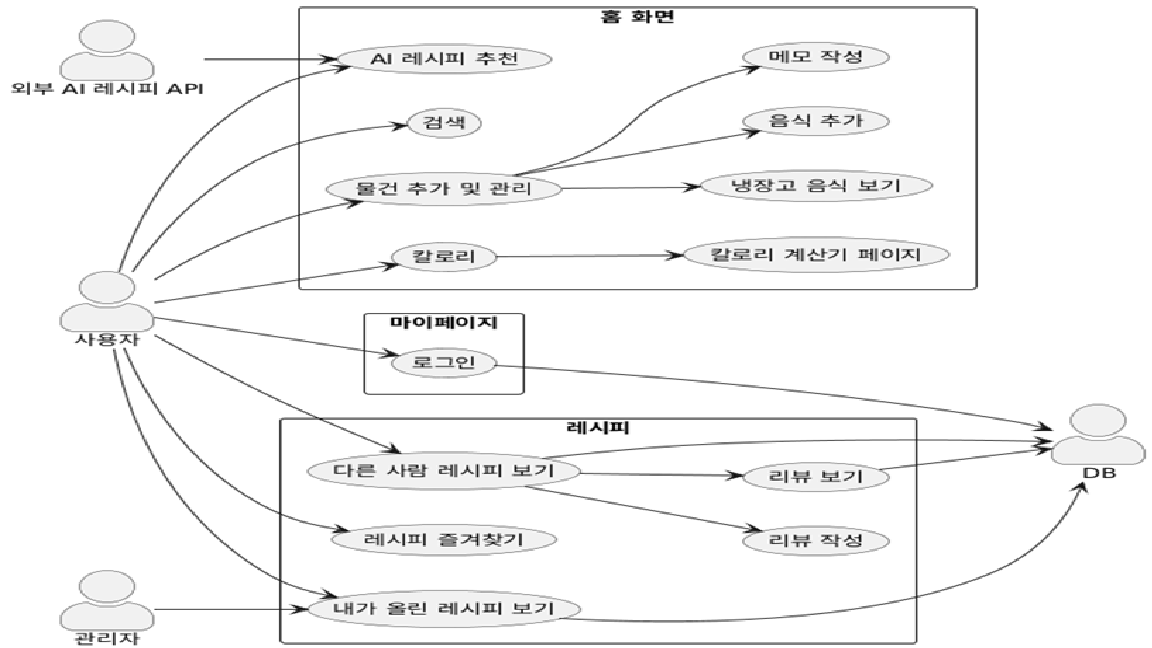 홈 화면
외부 AI 레시피 API
AI 레시피 추천
메모 작성
검색
음식 추가
물건 추가 및 관리
냉장고 음식 보기
칼로리
칼로리 계산기 페이지
사용자
마이페이지
로그인
레시피
다른 사람 레시피 보기
리뷰 보기
DB
레시피 즐겨찾기
리뷰 작성
내가 올린 레시피 보기
관리자